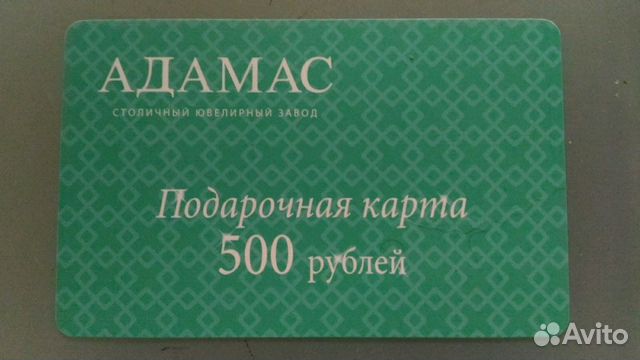 АДАМАС
СТОЛИЧНЫЙ ЮВЕЛИРНЫЙ ЗАВОД
Подарочная карта
500 рублей
Avito